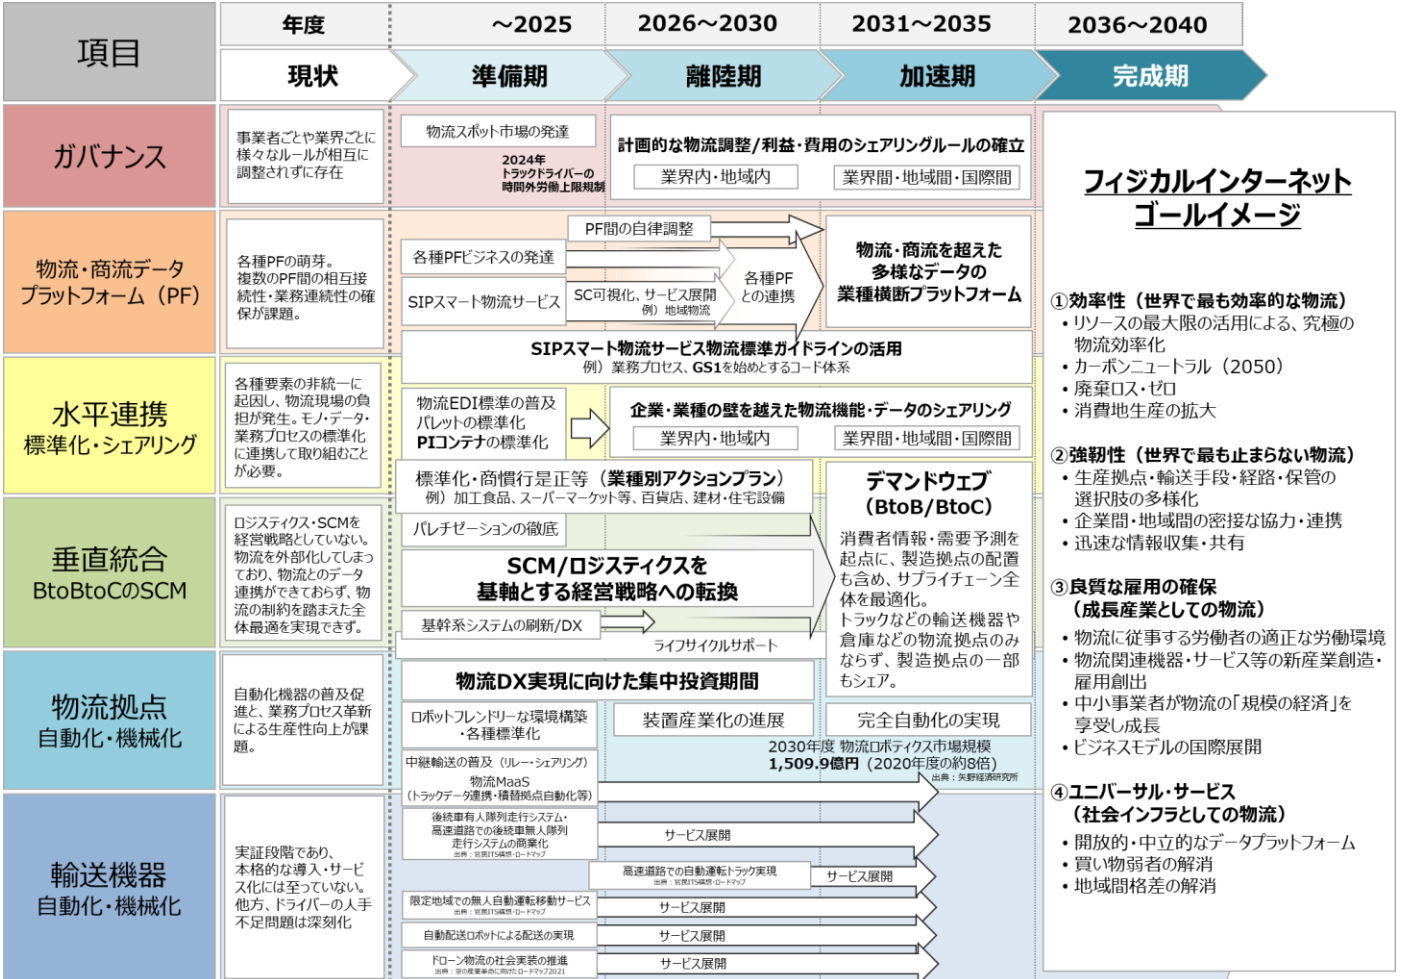 項目
年度
～2025
2026～2030
2031～2035
2036～2040
現状
準備期
離陸期
加速期
完成期
ガバナンス
事業者ごとや業界ごとに
様々なルールが相互に
調整されずに存在
物流スポット市場の発達
2024年
トラックドライバーの
時間外労働上限規制
計画的な物流調整/利益・費用のシェアリングルールの確立
業界内・地域内
業界間・地域間・国際間
物流・商流データ
プラットフォーム（PF）
各種PFの萌芽。
複数のPF間の相互接
続性・業務連続性の確
保が課題。
PF間の自律調整
各種PFビジネスの発達
SIPスマート物流サービス
SC可視化、サービス展開
例）地域物流
各種PF
との連携
物流・商流を超えた
多様なデータの
業種横断プラットフォーム
SIPスマート物流サービス物流標準ガイドラインの活用
例）業務プロセス、GS1を始めとするコード体系
水平連携
標準化・シェアリング
各種要素の非統一に
起因し、物流現場の負
担が発生。モノ・データ・
業務プロセスの標準化
に連携して取り組むこと
が必要。
物流EDI標準の普及
パレットの標準化
PIコンテナの標準化
企業・業種の壁を越えた物流機能・データのシェアリング
業界内・地域内
業界間・地域間・国際間
標準化・商慣行是正等（業種別アクションプラン）
例）加工食品、スーパーマーケット等、百貨店、建材・住宅設備
垂直統合
BtoBtoCのSCM
ロジスティクス・SCMを
経営戦略としていない。
物流を外部化してしまっ
ており、物流とのデータ
連携ができておらず、物
流の制約を踏まえた全
体最適を実現できず。
パレチゼーションの徹底
SCM/ロジスティクスを
基軸とする経営戦略への転換
基幹系システムの刷新/DX
ライフサイクルサポート
デマンドウェブ
（BtoB/BtoC）
消費者情報・需要予測を
起点に、製造拠点の配置
も含め、サプライチェーン全
体を最適化。
トラックなどの輸送機器や
倉庫などの物流拠点のみ
ならず、製造拠点の一部
もシェア。
物流拠点
自動化・機械化
自動化機器の普及促
進と、業務プロセス革新
による生産性向上が課
題。
物流DX実現に向けた集中投資期間
ロボットフレンドリーな環境構築
・各種標準化
装置産業化の進展
完全自動化の実現
2030年度 物流ロボティクス市場規模
1,509.9億円 (2020年度の約8倍)
出典：矢野経済研究所
輸送機器
自動化・機械化
実証段階であり、
本格的な導入・サービ
ス化には至っていない。
他方、ドライバーの人手
不足問題は深刻化
中継輸送の普及（リレー・シェアリング）
物流MaaS
（トラックデータ連携・積替拠点自動化等）
後続車有人隊列走行システム・
高速道路での後続車無人隊列
走行システムの商業化
出典：官民ITS構想・ロードマップ
サービス展開
高速道路での自動運転トラック実現
出典：官民ITS構想・ロードマップ
サービス展開
限定地域での無人自動運転移動サービス
出典：官民ITS構想・ロードマップ
サービス展開
自動配送ロボットによる配送の実現
サービス展開
ドローン物流の社会実装の推進
出典：空の産業革命に向けたロードマップ2021
サービス展開
フィジカルインターネット
ゴールイメージ
①効率性（世界で最も効率的な物流）
・リソースの最大限の活用による、究極の
物流効率化
・カーボンニュートラル（2050）
・廃棄ロス・ゼロ
・消費地生産の拡大
②強靭性（世界で最も止まらない物流）
・生産拠点・輸送手段・経路・保管の
選択肢の多様化
・企業間・地域間の密接な協力・連携
・迅速な情報収集・共有
③良質な雇用の確保
（成長産業としての物流）
・物流に従事する労働者の適正な労働環境
・物流関連機器・サービス等の新産業創造・
雇用創出
・中小事業者が物流の「規模の経済」を
享受し成長
・ビジネスモデルの国際展開
④ユニバーサル・サービス
（社会インフラとしての物流）
・開放的・中立的なデータプラットフォーム
・買い物弱者の解消
・地域間格差の解消